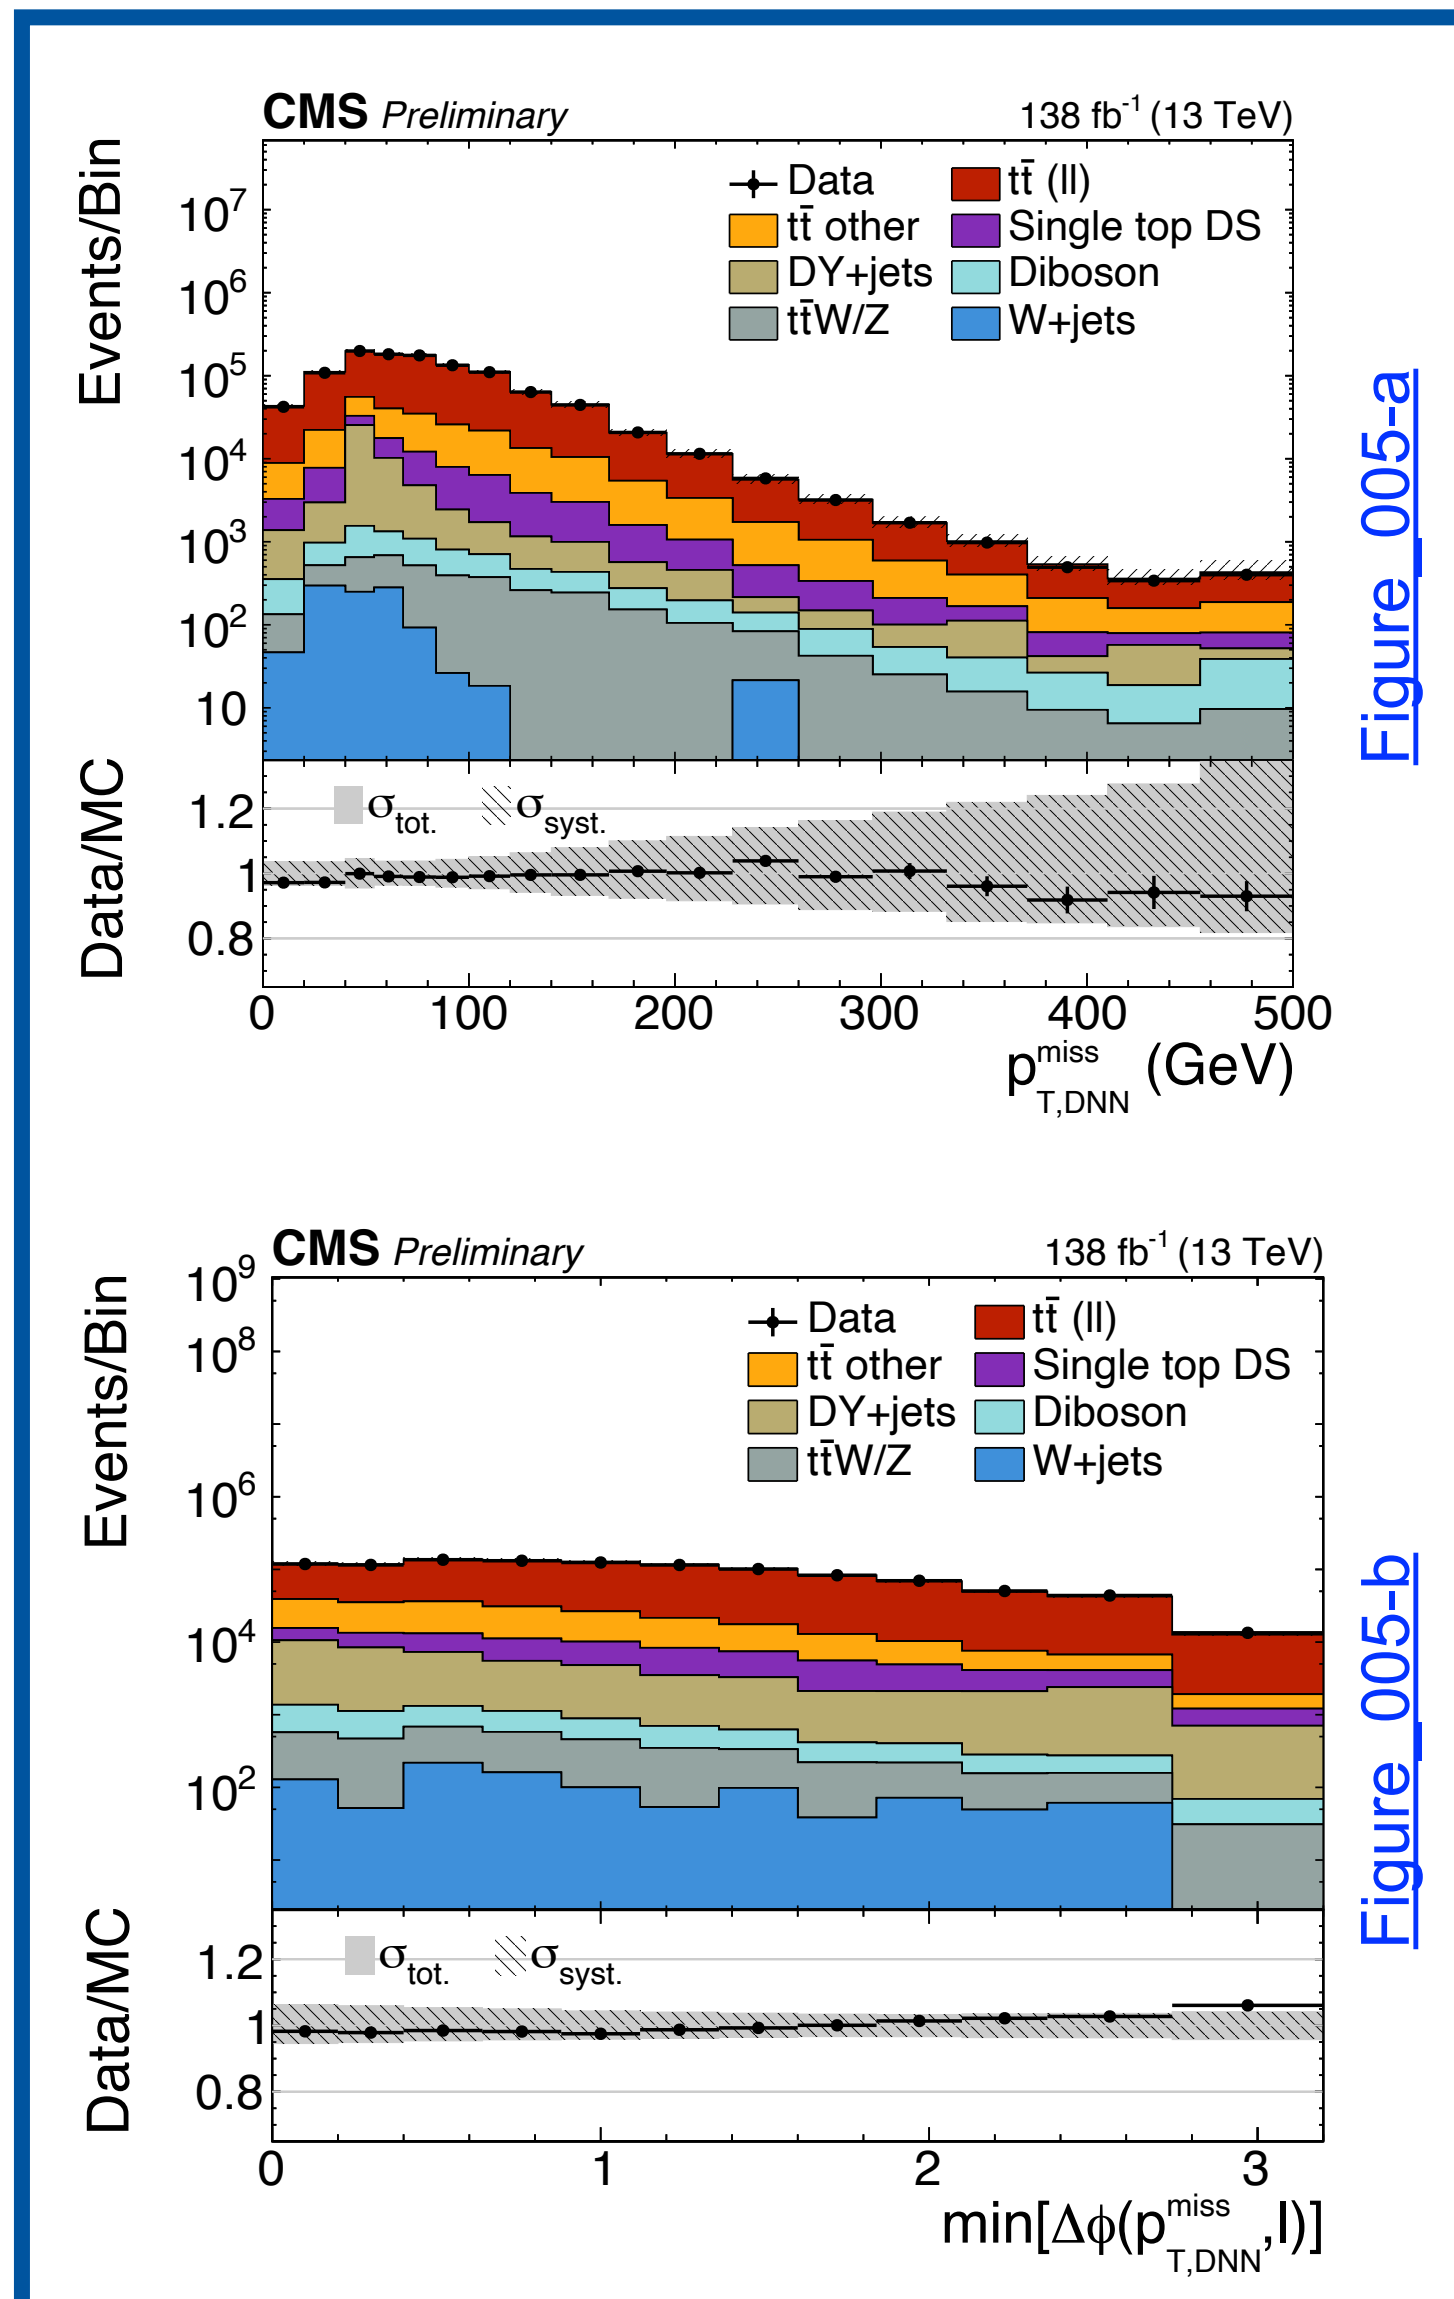 CMS Preliminary 138 fb-1 (13 TeV)
Events/Bin
10^7
10^6
10^5
10^4
10^3
10^2
10
Data
tt̄ (ll)
tt̄ other
Single top DS
DY+jets
Diboson
tt̄W/Z
W+jets
Data/MC
1.2
1
0.8
σtot.
σsyst.
0 100 200 300 400 500
p^miss_T,DNN (GeV)
Figure_005-a
CMS Preliminary 138 fb-1 (13 TeV)
Events/Bin
10^9
10^8
10^6
10^4
10^2
Data
tt̄ (ll)
tt̄ other
Single top DS
DY+jets
Diboson
tt̄W/Z
W+jets
Data/MC
1.2
1
0.8
σtot.
σsyst.
0 1 2 3
min[Δϕ(p^miss_T,DNN,l)]
Figure_005-b